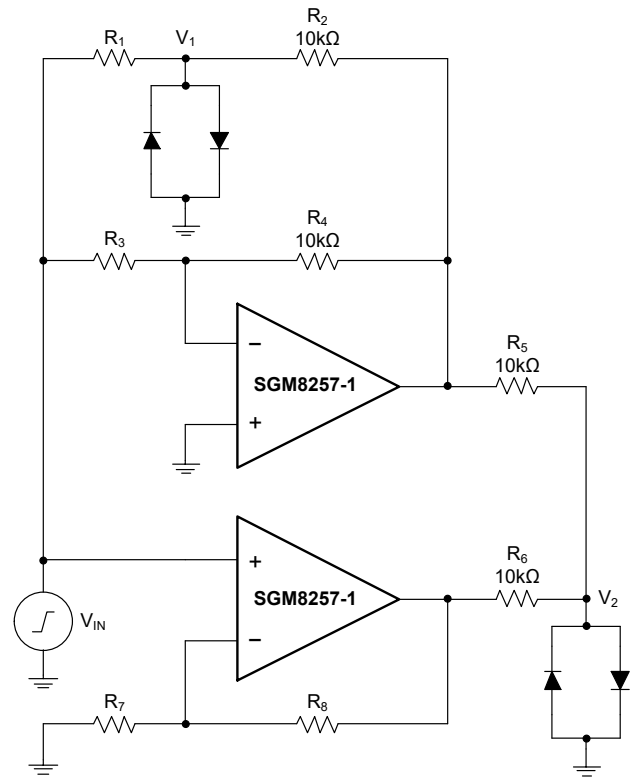 R1
V1
R2
10kΩ
R3
R4
10kΩ
−
SGM8257-1
+
R5
10kΩ
+
SGM8257-1
−
R6
10kΩ
V2
VIN
R7
R8